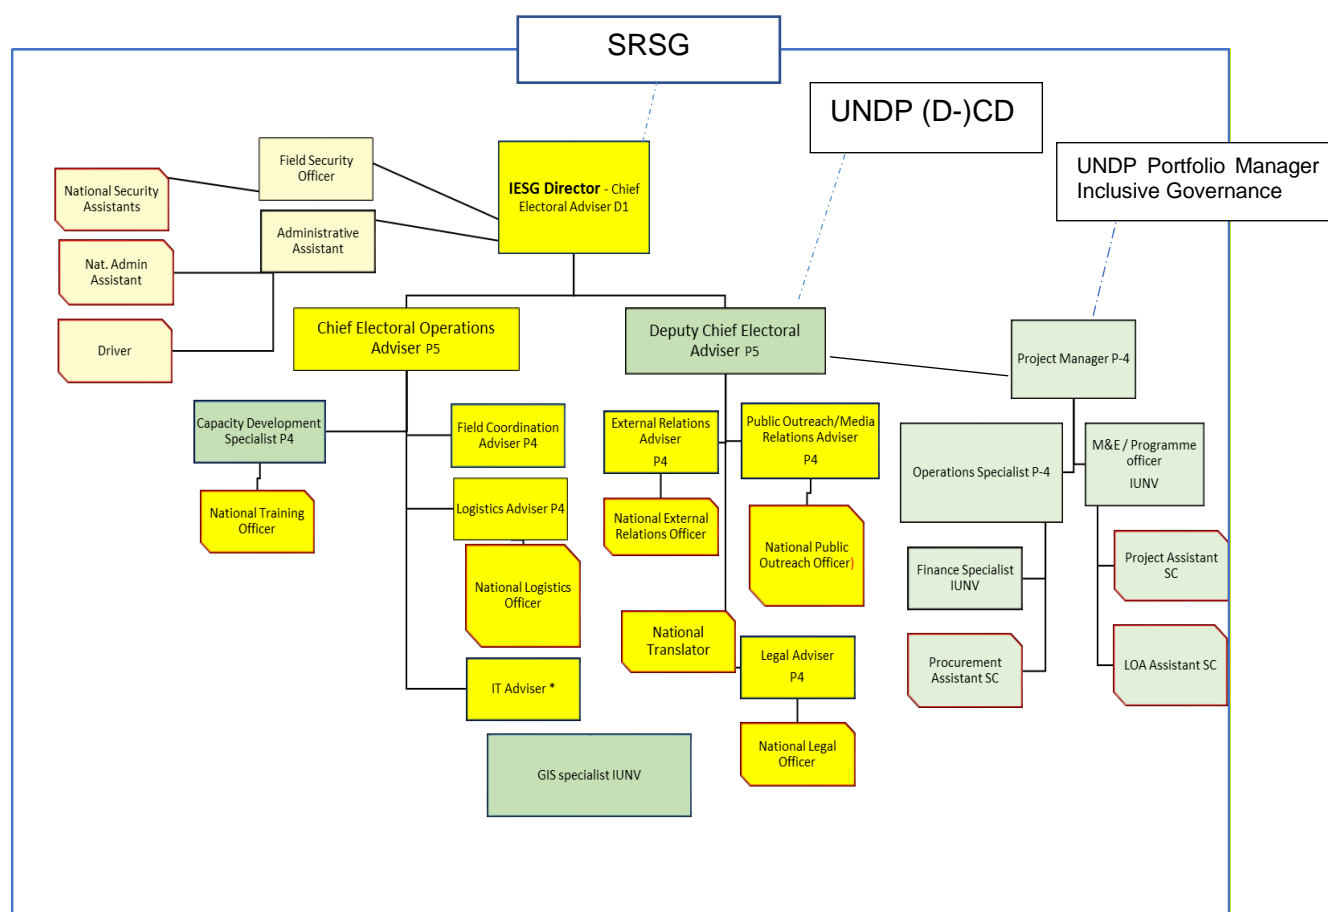 SRSG
UNDP (D-)CD
UNDP Portfolio Manager
Inclusive Governance
Field Security
Officer
National Security
Assistants
IESG Director - Chief
Electoral Adviser D1
Administrative
Assistant
Nat. Admin
Assistant
Driver
Chief Electoral Operations
Adviser P5
Deputy Chief Electoral
Adviser P5
Project Manager P-4
Capacity Development
Specialist P4
Field Coordination
Adviser P4
External Relations
Adviser
P4
Public Outreach/Media
Relations Adviser
P4
Operations Specialist P-4
M&E / Programme
officer
IUNV
National Training
Officer
Logistics Adviser P4
National External
Relations Officer
National Public
Outreach Officer)
National Logistics
Officer
Finance Specialist
IUNV
Project Assistant
SC
National
Translator
Legal Adviser
P4
Procurement
Assistant SC
LOA Assistant SC
IT Adviser *
National Legal
Officer
GIS specialist IUNV